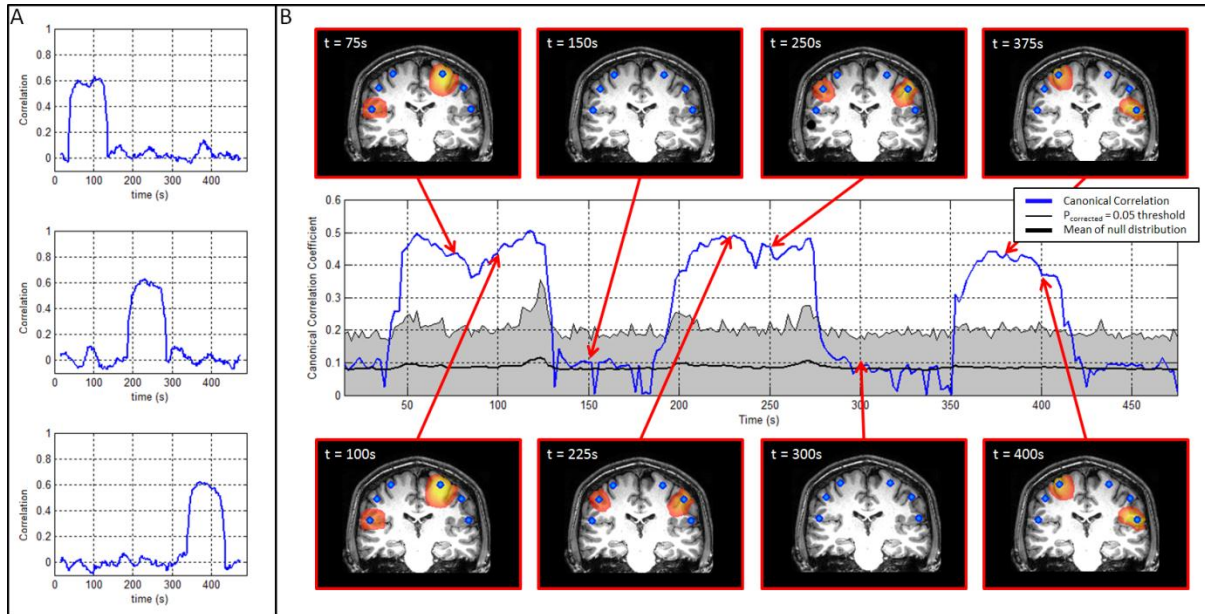 A
1
0.8
0.6
0.4
0.2
0
Correlation
0 100 200 300 400
time (s)
1
0.8
0.6
0.4
0.2
0
Correlation
0 100 200 300 400
time (s)
1
0.8
0.6
0.4
0.2
0
Correlation
0 100 200 300 400
time (s)
B
t = 75s
t = 150s
t = 250s
t = 375s
Canonical Correlation
Pcorrected = 0.05 threshold
Mean of null distribution
0.6
0.5
0.4
0.3
0.2
0.1
0
Canonical Correlation Coefficient
50 100 150 200 250 300 350 400 450
Time (s)
t = 100s
t = 225s
t = 300s
t = 400s